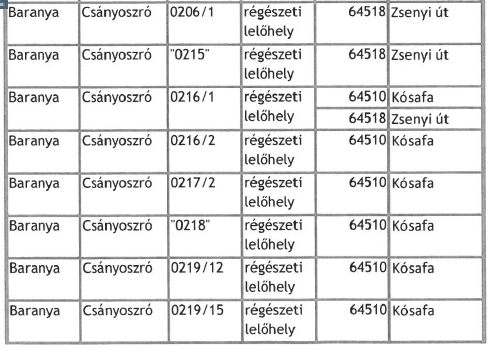 Baranya Csányoszró 0206/1 régészeti 64518 Zsenyi út
lelőhely
Baranya Csányoszró "0215" régészeti 64518 Zsenyi út
lelőhely
Baranya Csányoszró 0216/1 régészeti 64510 Kósafa
lelőhely 64518 Zsenyi út
Baranya Csányoszró 0216/2 régészeti 64510 Kósafa
lelőhely
Baranya Csányoszró 0217/2 régészeti 64510 Kósafa
lelőhely
Baranya Csányoszró "0218" régészeti 64510 Kósafa
lelőhely
Baranya Csányoszró 0219/12 régészeti 64510 Kósafa
lelőhely
Baranya Csányoszró 0219/15 régészeti 64510 Kósafa
lelőhely